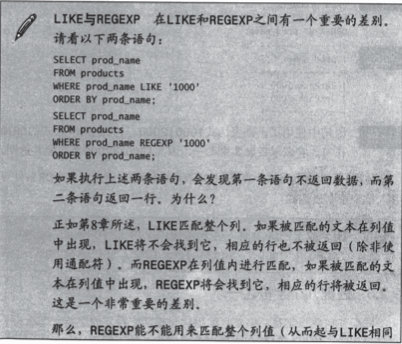 LIKE与REGEXP 在LIKE和REGEXP之间有一个重要的差别.
请看以下两条语句:
SELECT prod_name
FROM products
WHERE prod_name LIKE '1000'
ORDER BY prod_name;
SELECT prod_name
FROM products
WHERE prod_name REGEXP '1000'
ORDER BY prod_name;
如果执行上述两条语句,会发现第一条语句不返回数据,而第
二条语句返回一行。为什么?
正如第8章所述,LIKE匹配整个列。如果被匹配的文本在列值
中出现,LIKE将不会找到它,相应的行也不被返回(除非使
用通配符)。而REGEXP在列值内进行匹配,如果被匹配的文
本在列值中出现,REGEXP将会找到它,相应的行将被返回。
这是一个非常重要的差别.
那么,REGEXP能不能用来匹配整个列值(从而起与LIKE相同